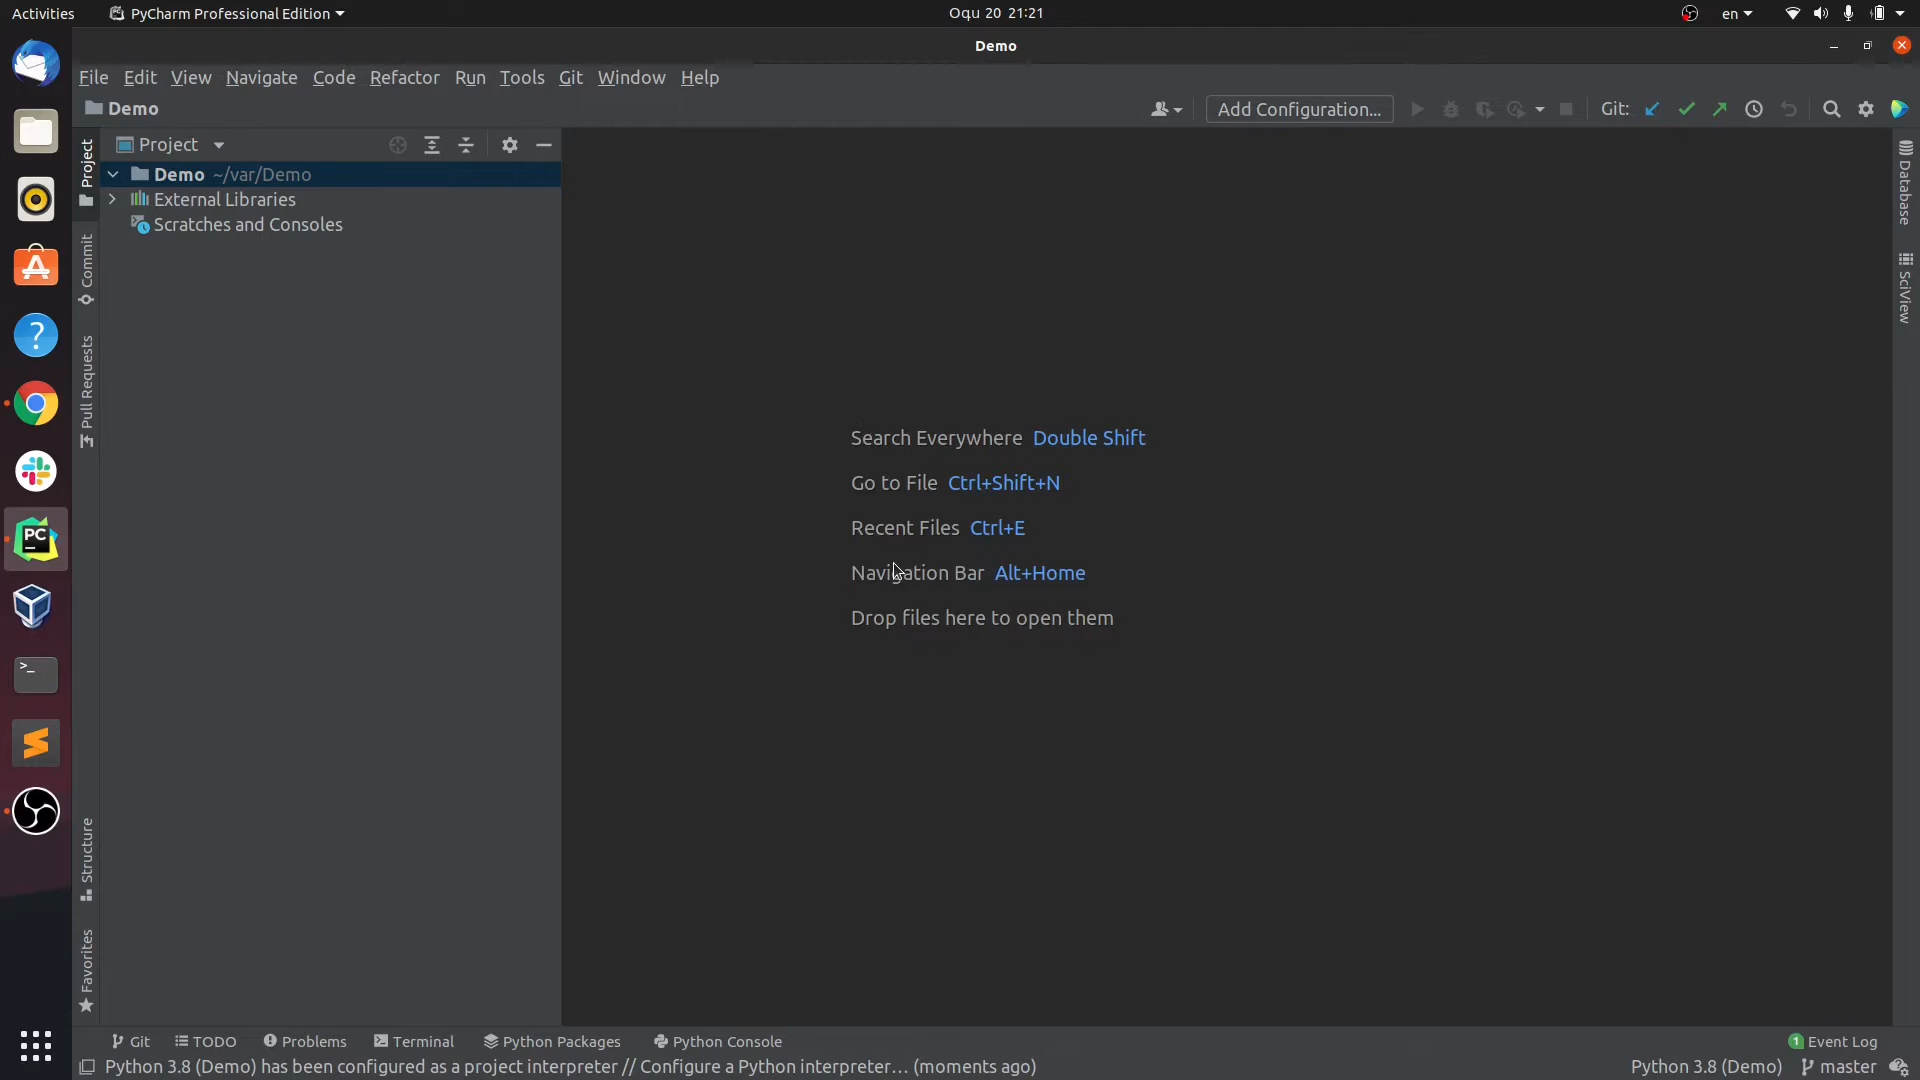 Activities PyCharm Professional Edition Օգս 20 21:21 en
Demo
File Edit View Navigate Code Refactor Run Tools Git Window Help
Demo Add Configuration... Git:
Project
Demo ~/var/Demo
External Libraries
Scratches and Consoles
Project
Commit
Pull Requests
Structure
Favorites
Database
SciView
PC
Search Everywhere Double Shift
Go to File Ctrl+Shift+N
Recent Files Ctrl+E
Navigation Bar Alt+Home
Drop files here to open them
Git TODO Problems Terminal Python Packages Python Console 1 Event Log
Python 3.8 (Demo) has been configured as a project interpreter // Configure a Python interpreter... (moments ago) Python 3.8 (Demo) master